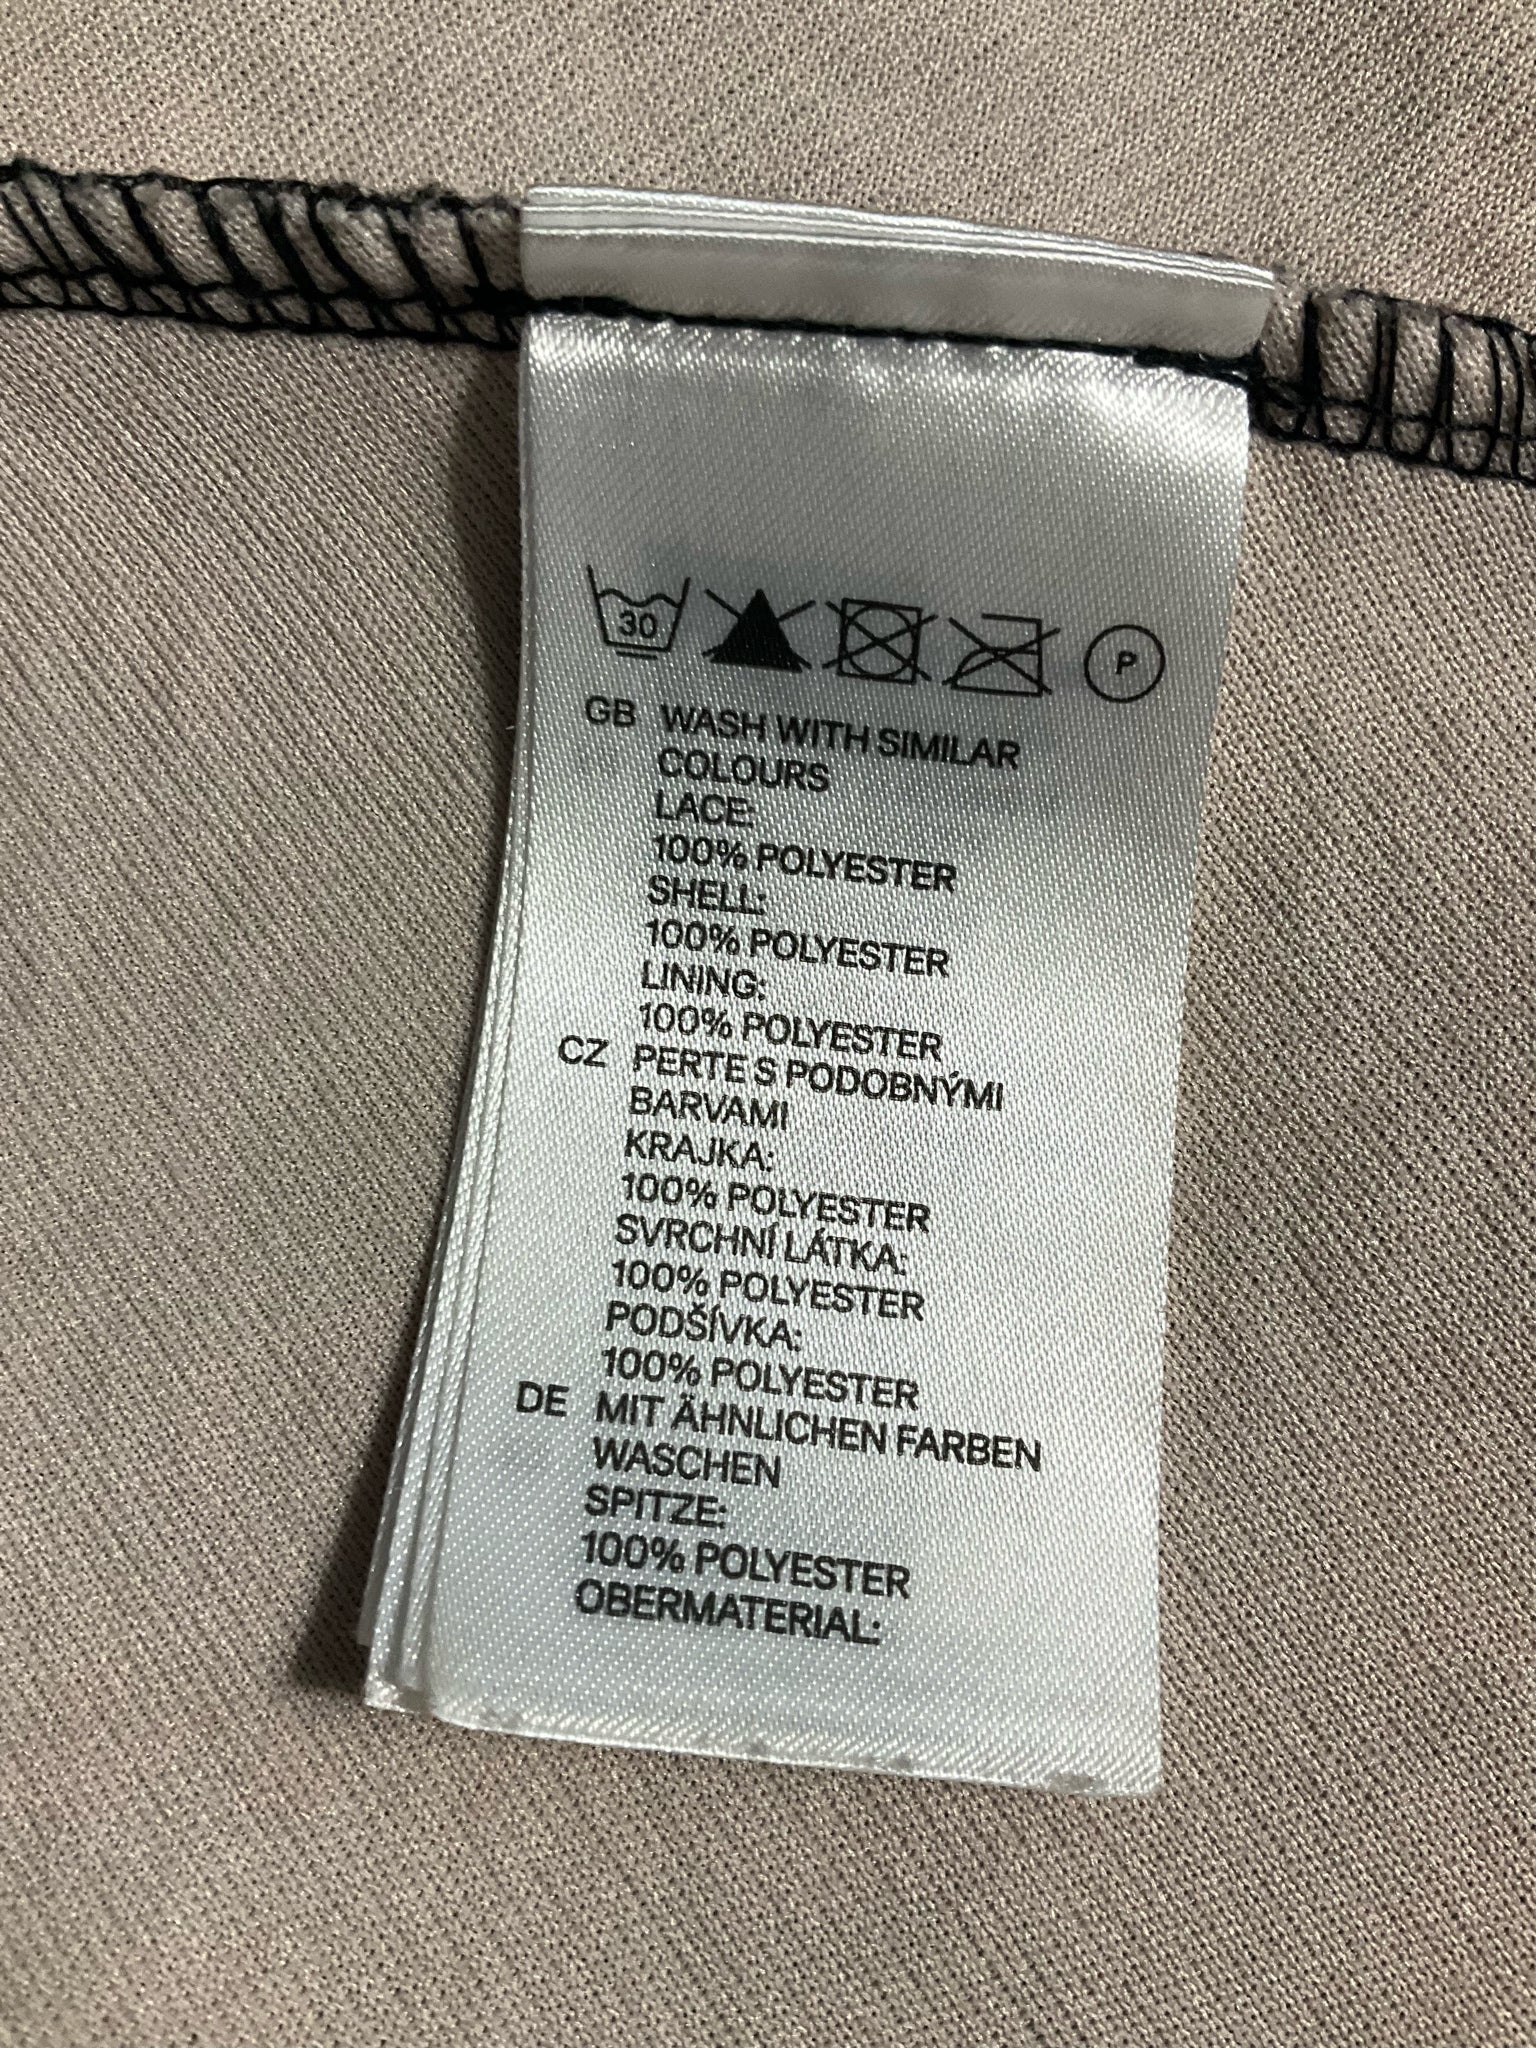 30
P
GB WASH WITH SIMILAR
COLOURS
LACE:
100% POLYESTER
SHELL:
100% POLYESTER
LINING:
100% POLYESTER
CZ PERTE S PODOBNÝMI
BARVAMI
KRAJKA:
100% POLYESTER
SVRCHNÍ LÁTKA:
100% POLYESTER
PODŠÍVKA:
100% POLYESTER
DE MIT ÄHNLICHEN FARBEN
WASCHEN
SPITZE:
100% POLYESTER
OBERMATERIAL: